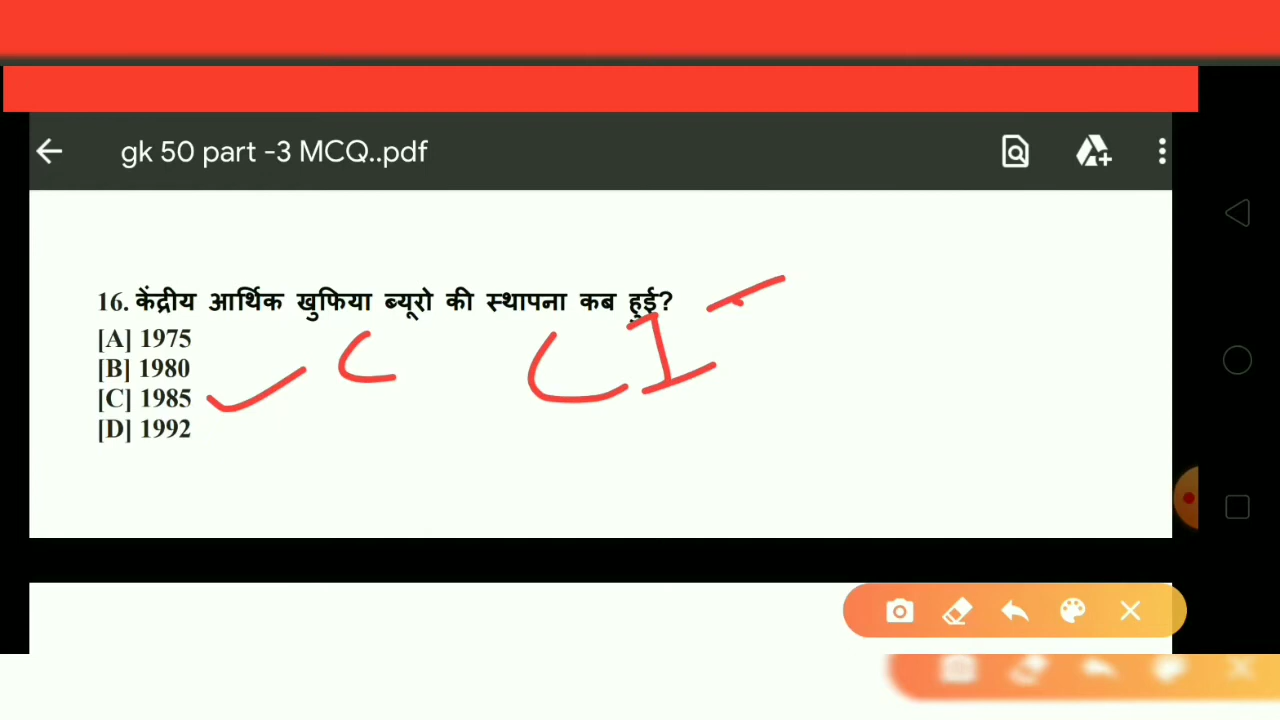 gk 50 part -3 MCQ..pdf
16. केंद्रीय आर्थिक खुफिया ब्यूरो की स्थापना कब हुई?
[A] 1975
[B] 1980
[C] 1985
[D] 1992
C CI